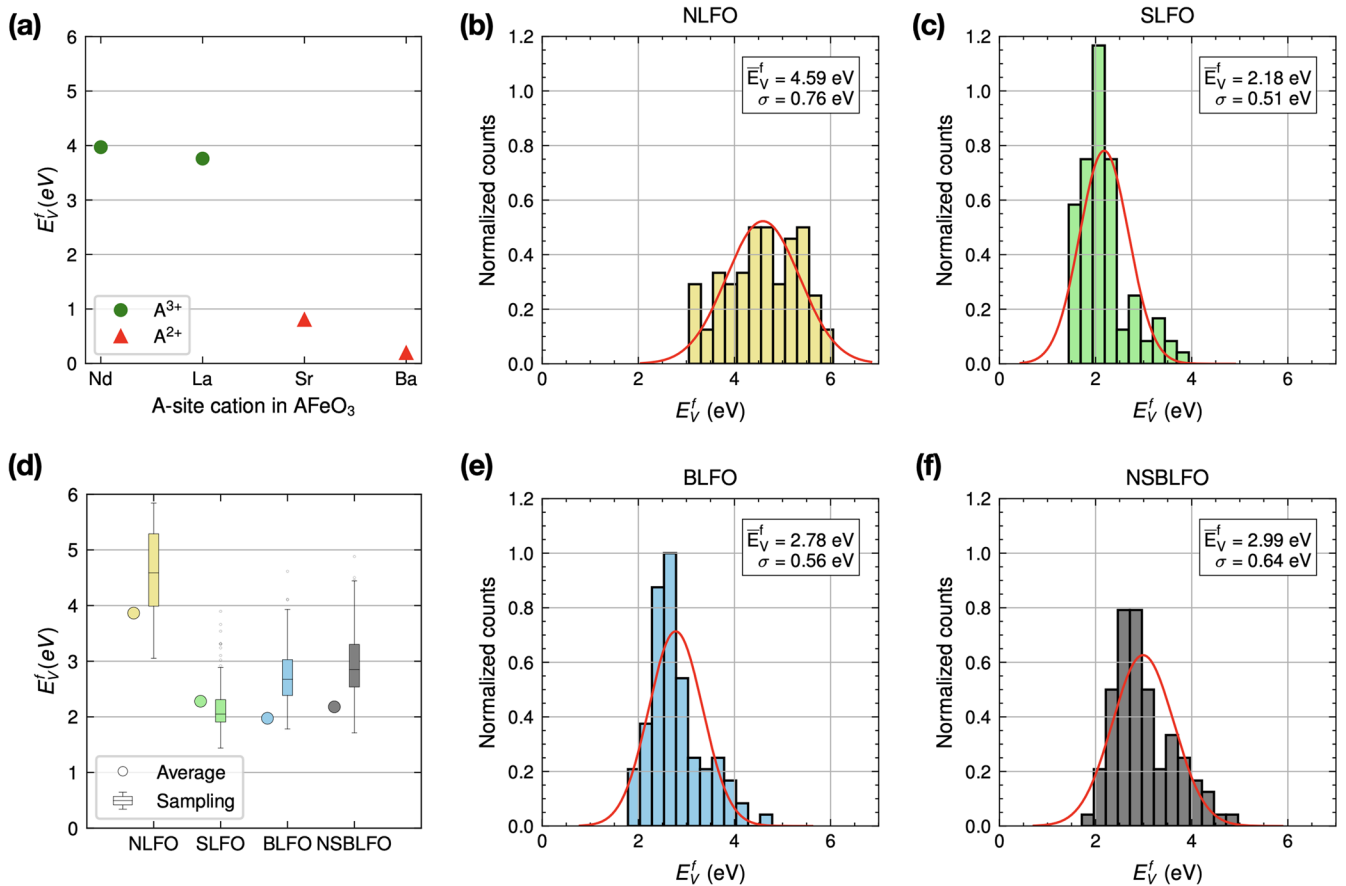 (a)
6
5
4
3
2
1
0
E_V^f (eV)
A³⁺
A²⁺
Nd La Sr Ba
A-site cation in AFeO₃
(b)
NLFO
1.2
1.0
0.8
0.6
0.4
0.2
0.0
Normalized counts
E̅_V^f = 4.59 eV
σ = 0.76 eV
0 2 4 6
E_V^f (eV)
(c)
SLFO
1.2
1.0
0.8
0.6
0.4
0.2
0.0
Normalized counts
E̅_V^f = 2.18 eV
σ = 0.51 eV
0 2 4 6
E_V^f (eV)
(d)
6
5
4
3
2
1
0
E_V^f (eV)
Average
Sampling
NLFO SLFO BLFO NSBLFO
(e)
BLFO
1.2
1.0
0.8
0.6
0.4
0.2
0.0
Normalized counts
E̅_V^f = 2.78 eV
σ = 0.56 eV
0 2 4 6
E_V^f (eV)
(f)
NSBLFO
1.2
1.0
0.8
0.6
0.4
0.2
0.0
Normalized counts
E̅_V^f = 2.99 eV
σ = 0.64 eV
0 2 4 6
E_V^f (eV)